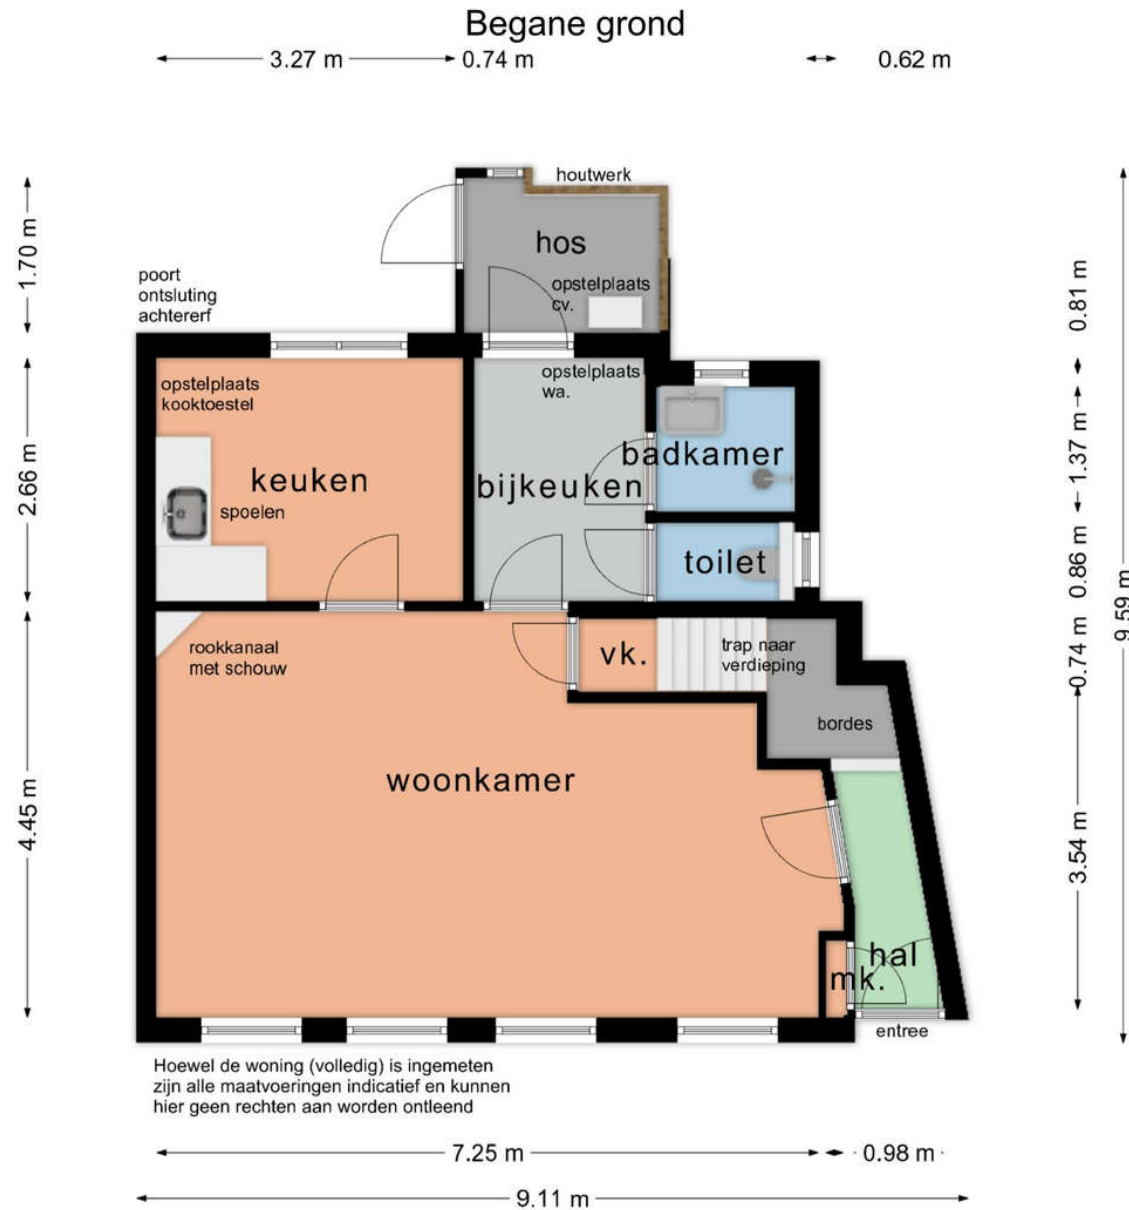 Begane grond
3.27 m
0.74 m
0.62 m
houtwerk
1.70 m
hos
opstelplaats
cv.
poort
ontsluiting
achtererf
0.81 m
opstelplaats
kooktoestel
opstelplaats
wa.
2.66 m
keuken
spoelen
bijkeuken
badkamer
1.37 m
toilet
0.86 m
9.59 m
rookkanaal
met schouw
vk.
trap naar
verdieping
0.74 m
bordes
4.45 m
woonkamer
3.54 m
hal
mk.
entree
Hoewel de woning (volledig) is ingemeten
zijn alle maatvoeringen indicatief en kunnen
hier geen rechten aan worden ontleend
7.25 m
0.98 m
9.11 m